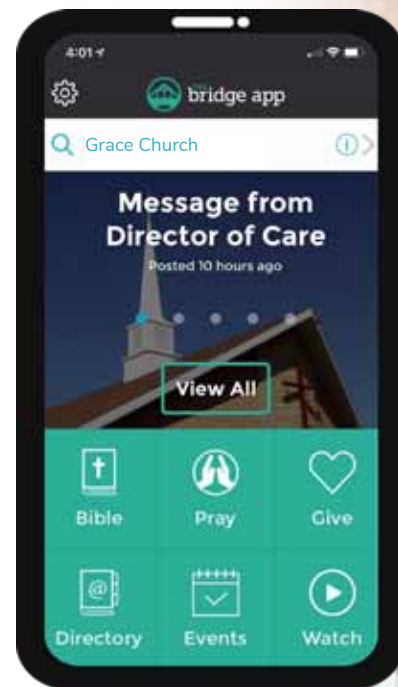 4:01
bridge app
Grace Church
Message from
Director of Care
Posted 10 hours ago
View All
Bible
Pray
Give
@
Directory
Events
Watch